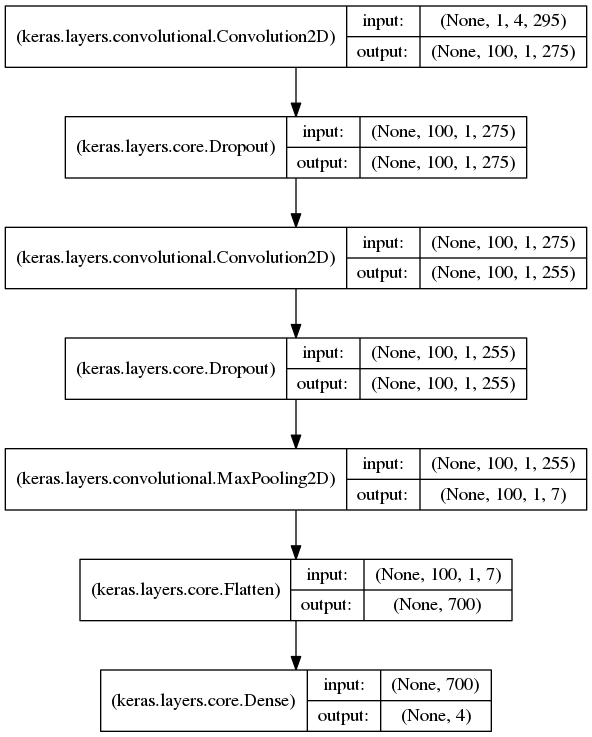 (keras.layers.convolutional.Convolution2D) input: (None, 1, 4, 295)
output: (None, 100, 1, 275)
(keras.layers.core.Dropout) input: (None, 100, 1, 275)
output: (None, 100, 1, 275)
(keras.layers.convolutional.Convolution2D) input: (None, 100, 1, 275)
output: (None, 100, 1, 255)
(keras.layers.core.Dropout) input: (None, 100, 1, 255)
output: (None, 100, 1, 255)
(keras.layers.convolutional.MaxPooling2D) input: (None, 100, 1, 255)
output: (None, 100, 1, 7)
(keras.layers.core.Flatten) input: (None, 100, 1, 7)
output: (None, 700)
(keras.layers.core.Dense) input: (None, 700)
output: (None, 4)